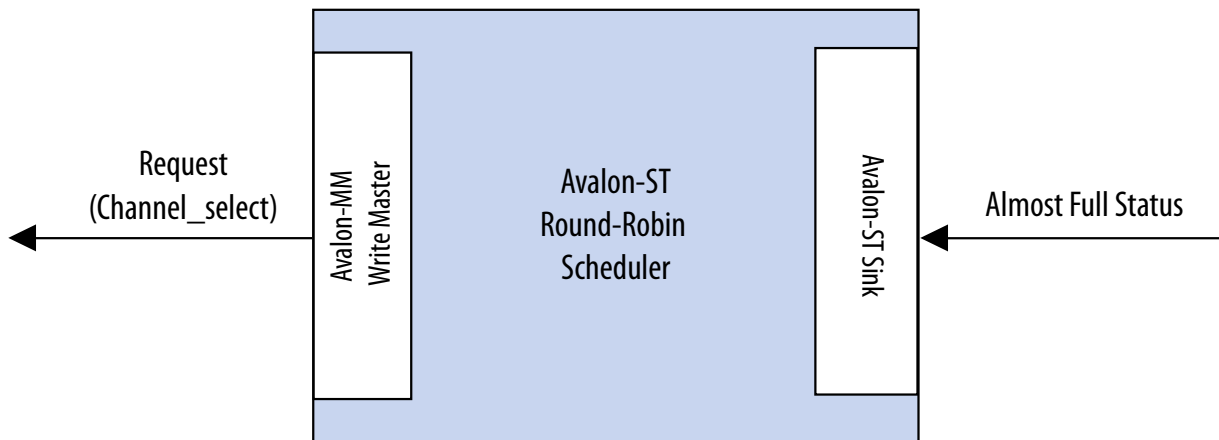 Request
(Channel_select)
Avalon-MM
Write Master
Avalon-ST
Round-Robin
Scheduler
Avalon-ST Sink
Almost Full Status